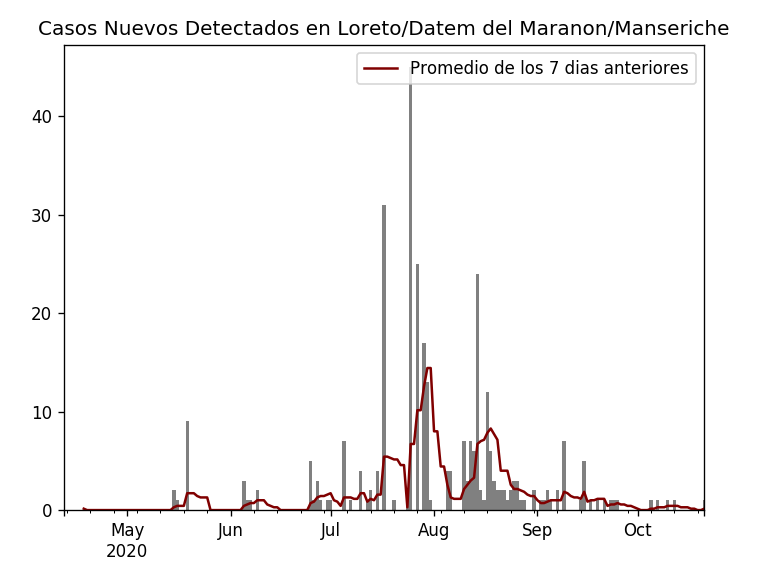 Casos Nuevos Detectados en Loreto/Datem del Maranon/Manseriche
Promedio de los 7 dias anteriores
40
30
20
10
0
May Jun Jul Aug Sep Oct
2020